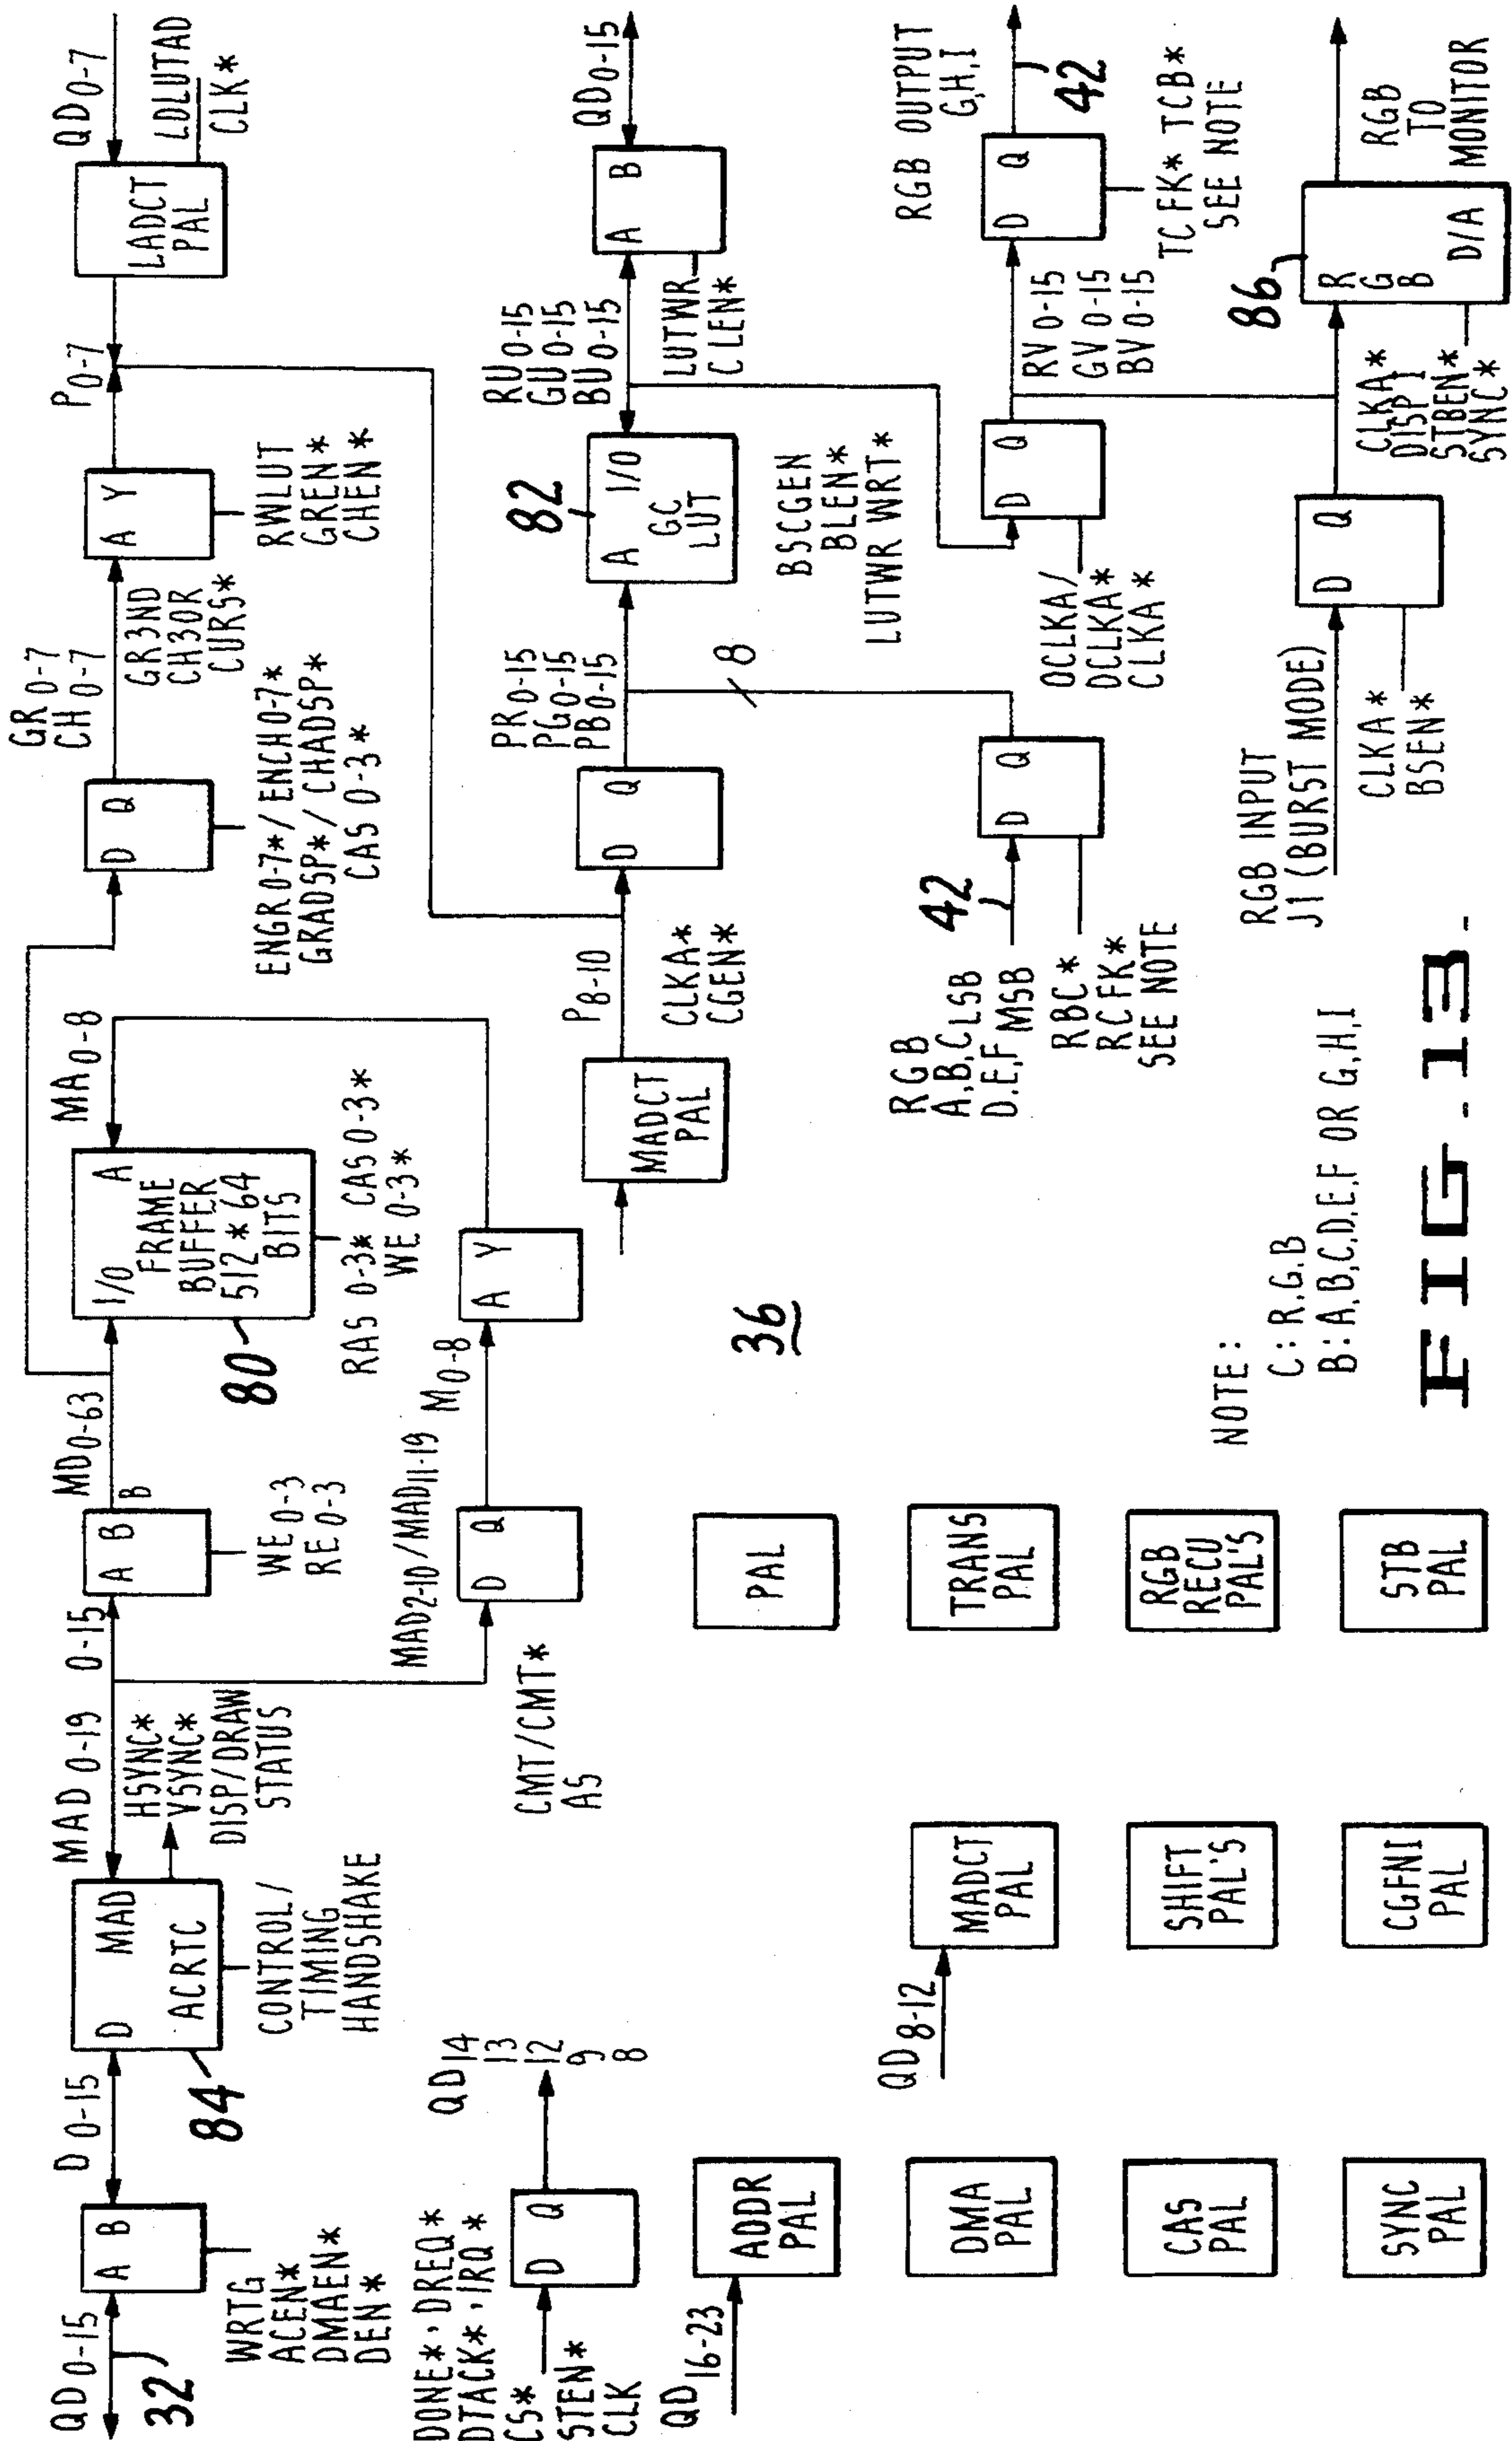 QD0-15
32
A B
WRTG
ACEN*
DMAEN*
DEN*
D 0-15
84
D MAD
ACRTC
CONTROL/
TIMING
HANDSHAKE
MAD 0-19
HSYNC*
VSYNC*
DISP/DRAW
STATUS
0-15
A B
WE 0-3
RE 0-3
MD0-63
B
I/O A
FRAME
BUFFER
512*64
BITS
80
RAS 0-3* CAS 0-3*
WE 0-3*
MA0-8
MAD2-10/MAD11-19
D Q
CMT/CMT*
AS
M0-8
A Y
D Q
ENGR0-7*/ENCH0-7*
GRADSP*/CHADSP*
CAS 0-3*
GR0-7
CH0-7
GR3ND
CH3OR
CURS*
A Y
RWLUT
GREN*
CHEN*
P0-7
LADCT
PAL
QD0-7
LDLUTAD
CLK*
DONE*, DREQ*
DTACK*, IRQ*
CS*
STEN*
CLK
D Q
QD14
13
12
9
8
MADCT
PAL
P8-10
CLKA*
CGEN*
D Q
PR0-15
PG0-15
PB0-15
8
82
A I/O
GC
LUT
BSCGEN
BLEN*
LUTWR WRT*
RU0-15
GU0-15
BU0-15
LUTWR
CLEN*
A B
QD0-15
RGB
A,B,C LSB
D,E,F MSB
42
RBC*
RCFK*
SEE NOTE
D Q
D Q
OCLKA/
DCLKA*
CLKA*
RV 0-15
GV 0-15
BV 0-15
D Q
RGB OUTPUT
G,H,I
42
TCFK* TCB*
SEE NOTE
RGB INPUT
J1 (BURST MODE)
CLKA*
BSEN*
D Q
CLKA*
DISP1
STBEN*
SYNC*
86
R
G
B D/A
RGB
TO
MONITOR
36
QD16-23
ADDR
PAL
PAL
DMA
PAL
QD8-12
MADCT
PAL
TRANS
PAL
CAS
PAL
SHIFT
PAL'S
RGB
RECU
PAL'S
SYNC
PAL
CGFNI
PAL
STB
PAL
NOTE:
C: R,G,B
B: A,B,C,D,E,F OR G,H,I
FIG-13-